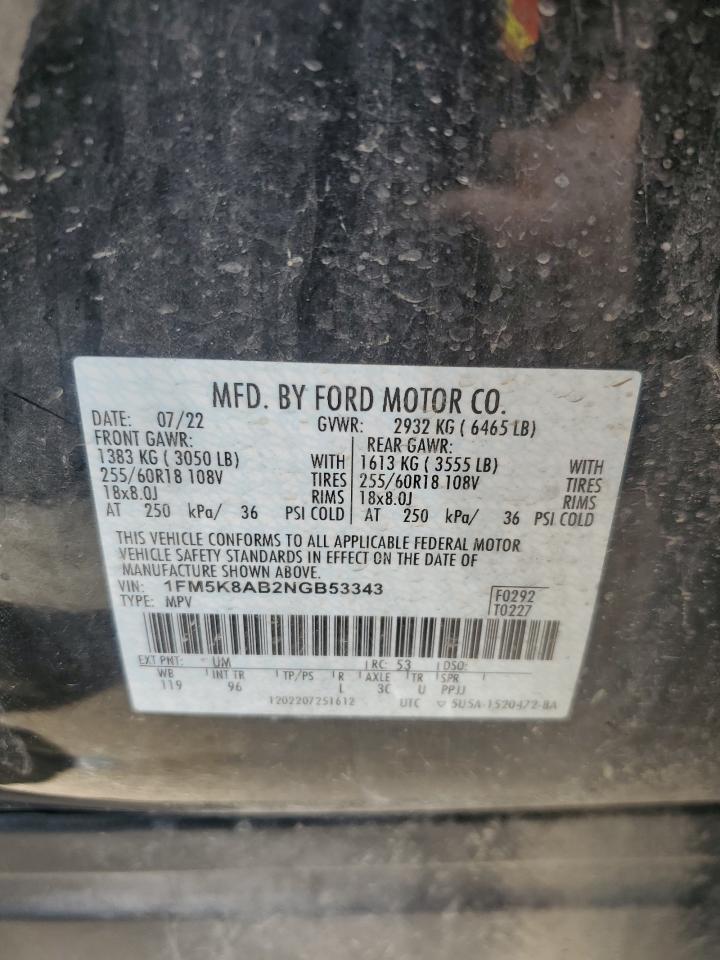 MFD. BY FORD MOTOR CO.
DATE: 07/22 GVWR: 2932 KG ( 6465 LB)
FRONT GAWR: REAR GAWR:
1383 KG ( 3050 LB) WITH 1613 KG ( 3555 LB) WITH
255/60R18 108V TIRES 255/60R18 108V TIRES
18x8.0J RIMS 18x8.0J RIMS
AT 250 kPa/ 36 PSI COLD AT 250 kPa/ 36 PSI COLD
THIS VEHICLE CONFORMS TO ALL APPLICABLE FEDERAL MOTOR
VEHICLE SAFETY STANDARDS IN EFFECT ON THE DATE OF
MANUFACTURE SHOWN ABOVE.
VIN: 1FM5K8AB2NGB53343 F0292
TYPE: MPV T0227
EXT PNT: UM RC: 53 DSO:
WB INT TR TP/PS R AXLE TR SPR
119 96 L 3C U PPJJ
1202207251612 UTC ▽ 5U5A-1520472-BA